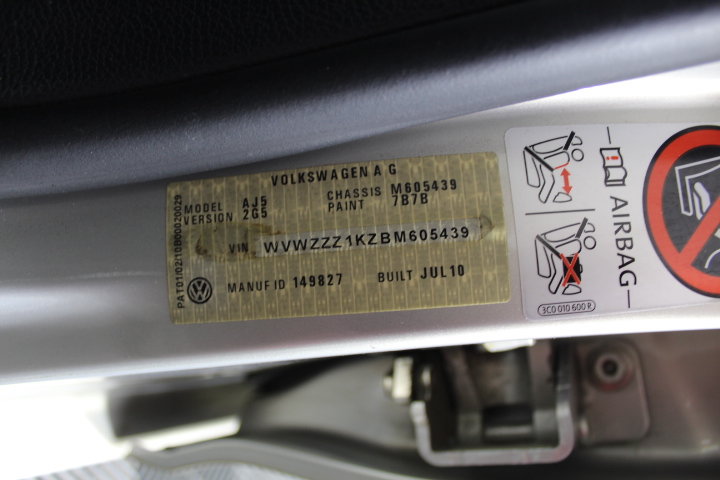 VOLKSWAGEN A G
MODEL AJ5 CHASSIS M605439
VERSION 2G5 PAINT 7B7B
VIN WVWZZZ1KZBM605439
MANUF ID 149827 BUILT JUL10
PAT01/02/10B00020029
AIRBAG
3C0 010 600 R